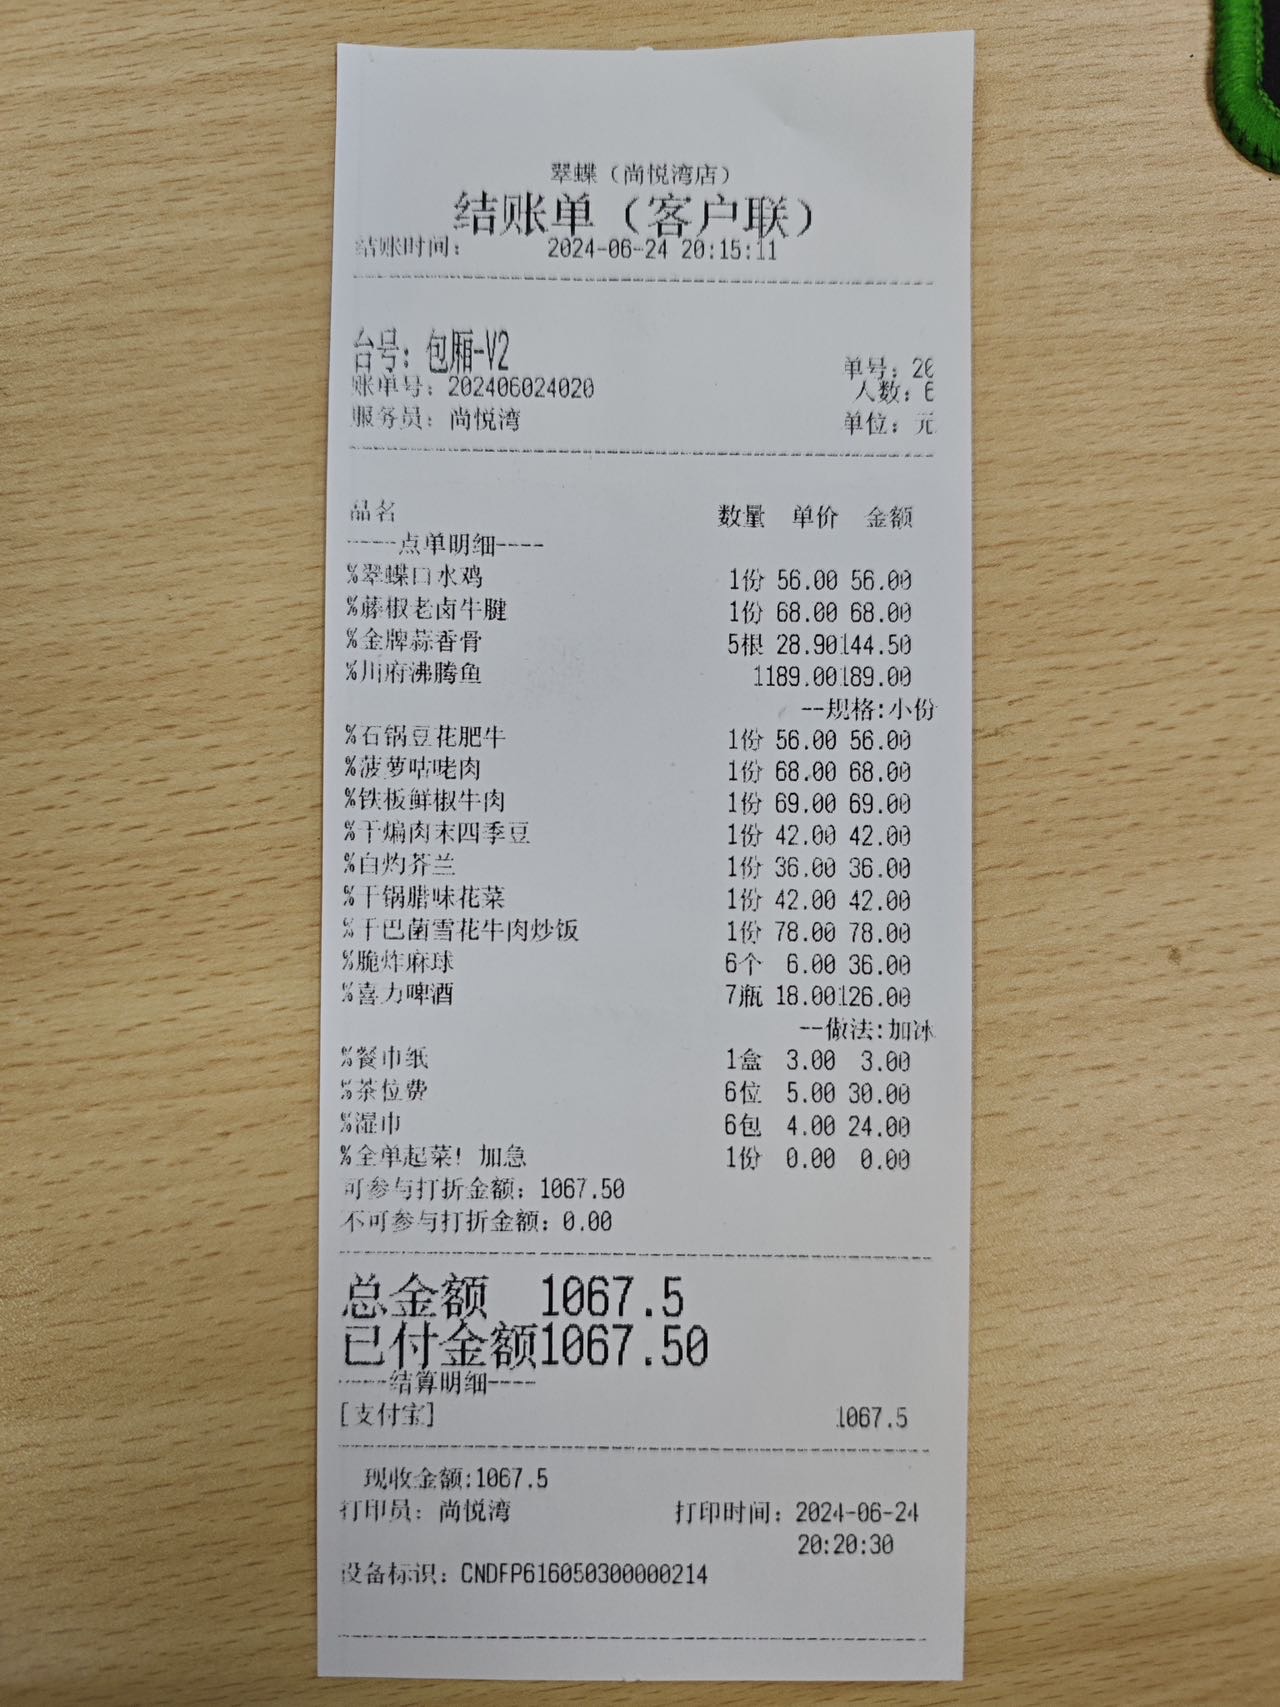 翠蝶（尚悦湾店）
结账单（客户联）
结账时间： 2024-06-24 20:15:11
台号：包厢-V2
单号：20
账单号：202406024020
人数：6
服务员：尚悦湾 单位：元
品名 数量 单价 金额
----点单明细----
%翠蝶口水鸡 1份 56.00 56.00
%藤椒老卤牛腱 1份 68.00 68.00
%金牌蒜香骨 5根 28.90144.50
%川府沸腾鱼 1189.00189.00
--规格:小份
%石锅豆花肥牛 1份 56.00 56.00
%菠萝咕咾肉 1份 68.00 68.00
%铁板鲜椒牛肉 1份 69.00 69.00
%干煸肉末四季豆 1份 42.00 42.00
%白灼芥兰 1份 36.00 36.00
%干锅腊味花菜 1份 42.00 42.00
%干巴菌雪花牛肉炒饭 1份 78.00 78.00
%脆炸麻球 6个 6.00 36.00
%喜力啤酒 7瓶 18.00126.00
--做法:加冰
%餐巾纸 1盒 3.00 3.00
%茶位费 6位 5.00 30.00
%湿巾 6包 4.00 24.00
%全单起菜！加急 1份 0.00 0.00
可参与打折金额：1067.50
不可参与打折金额：0.00
总金额 1067.5
已付金额1067.50
----结算明细----
[支付宝] 1067.5
现收金额:1067.5
打印员：尚悦湾 打印时间：2024-06-24
20:20:30
设备标识：CNDFP616050300000214